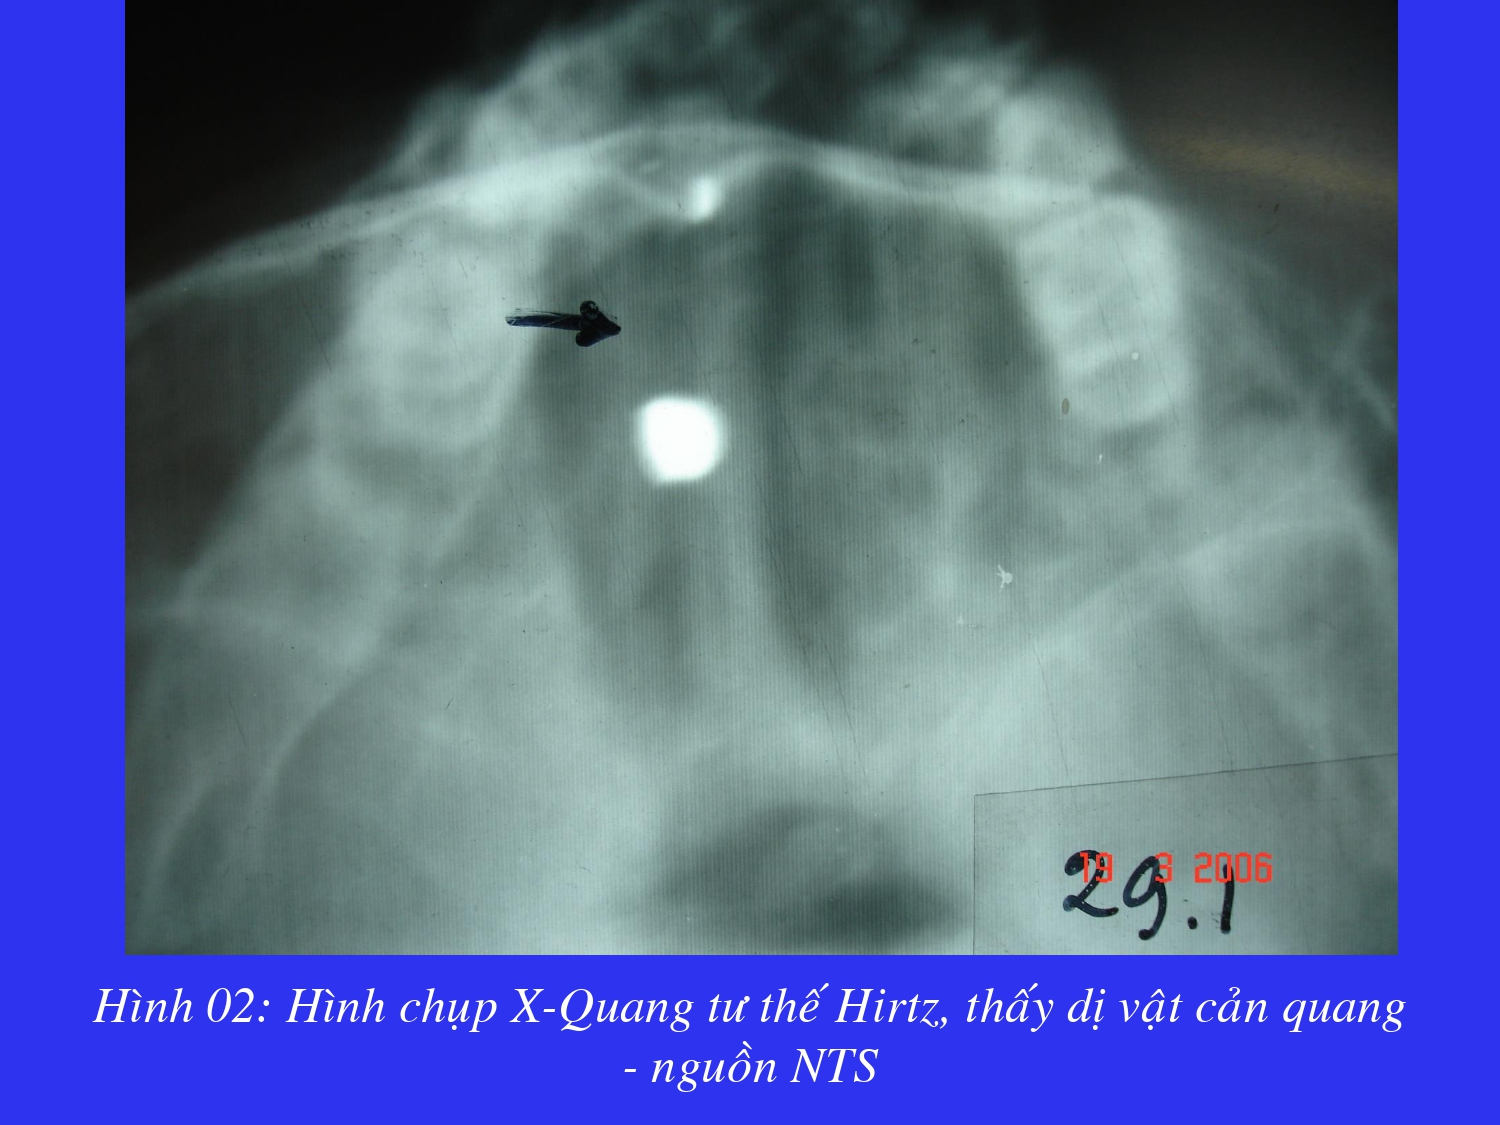 29.1
19 3 2006
Hình 02: Hình chụp X-Quang tư thế Hirtz, thấy dị vật cản quang
- nguồn NTS